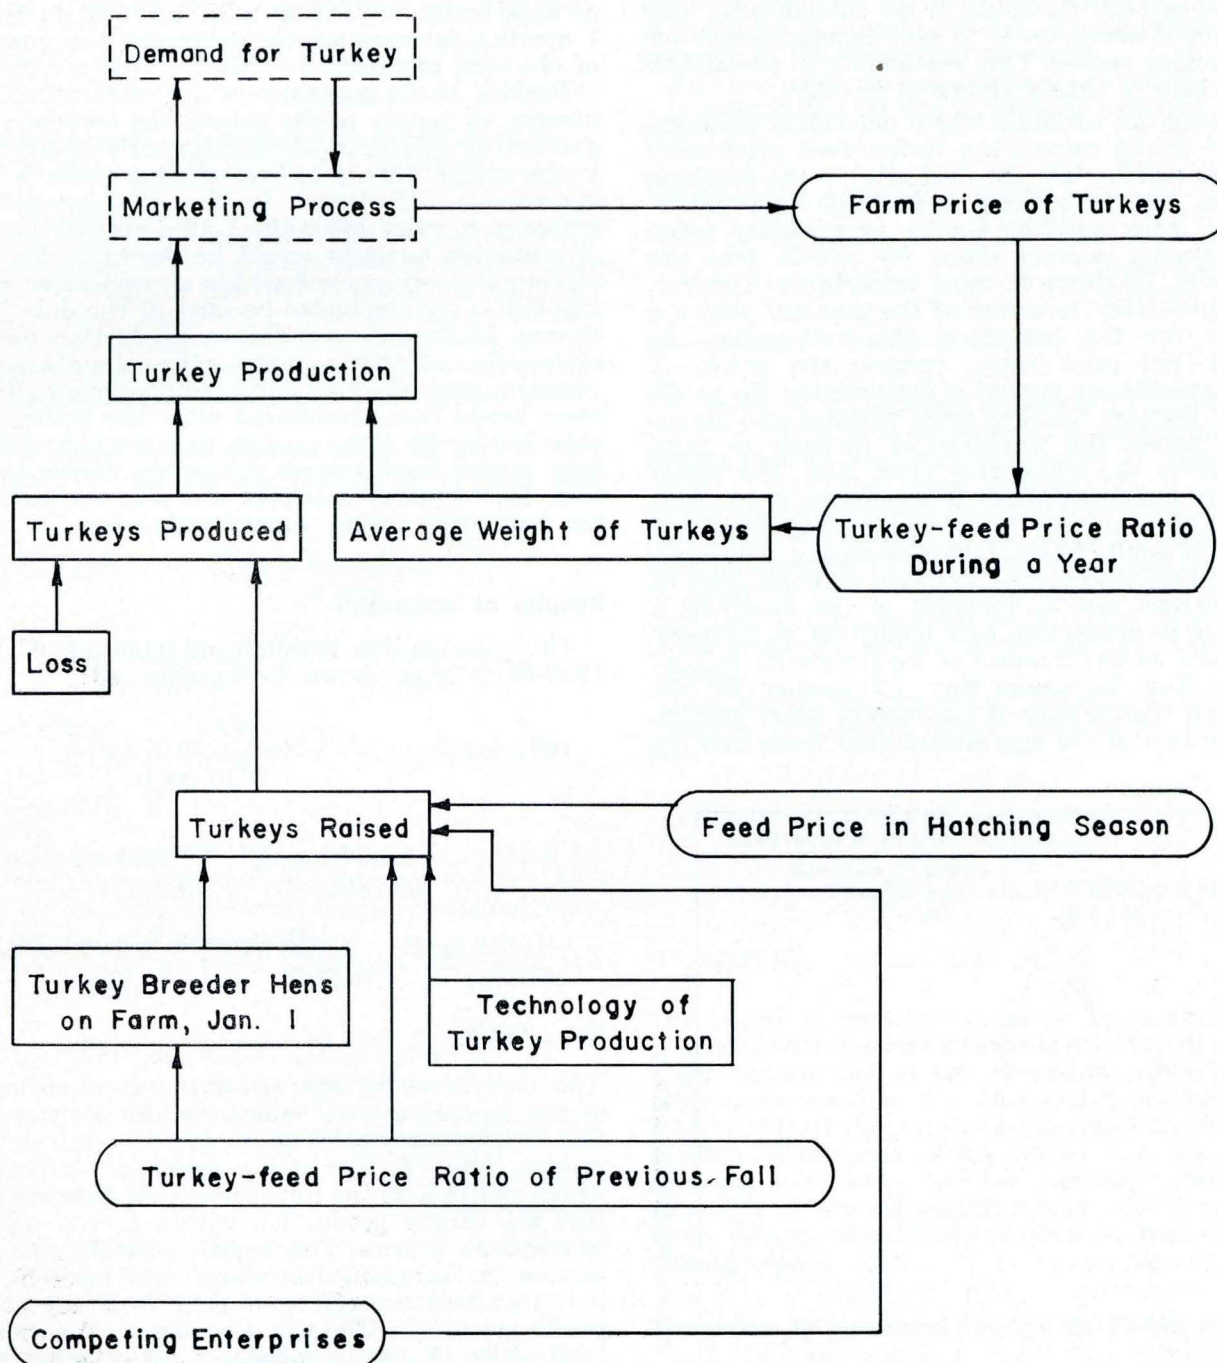 Demand for Turkey
Marketing Process
Farm Price of Turkeys
Turkey Production
Turkeys Produced
Average Weight of Turkeys
Turkey-feed Price Ratio
During a Year
Loss
Turkeys Raised
Feed Price in Hatching Season
Turkey Breeder Hens
on Farm, Jan. 1
Technology of
Turkey Production
Turkey-feed Price Ratio of Previous Fall
Competing Enterprises